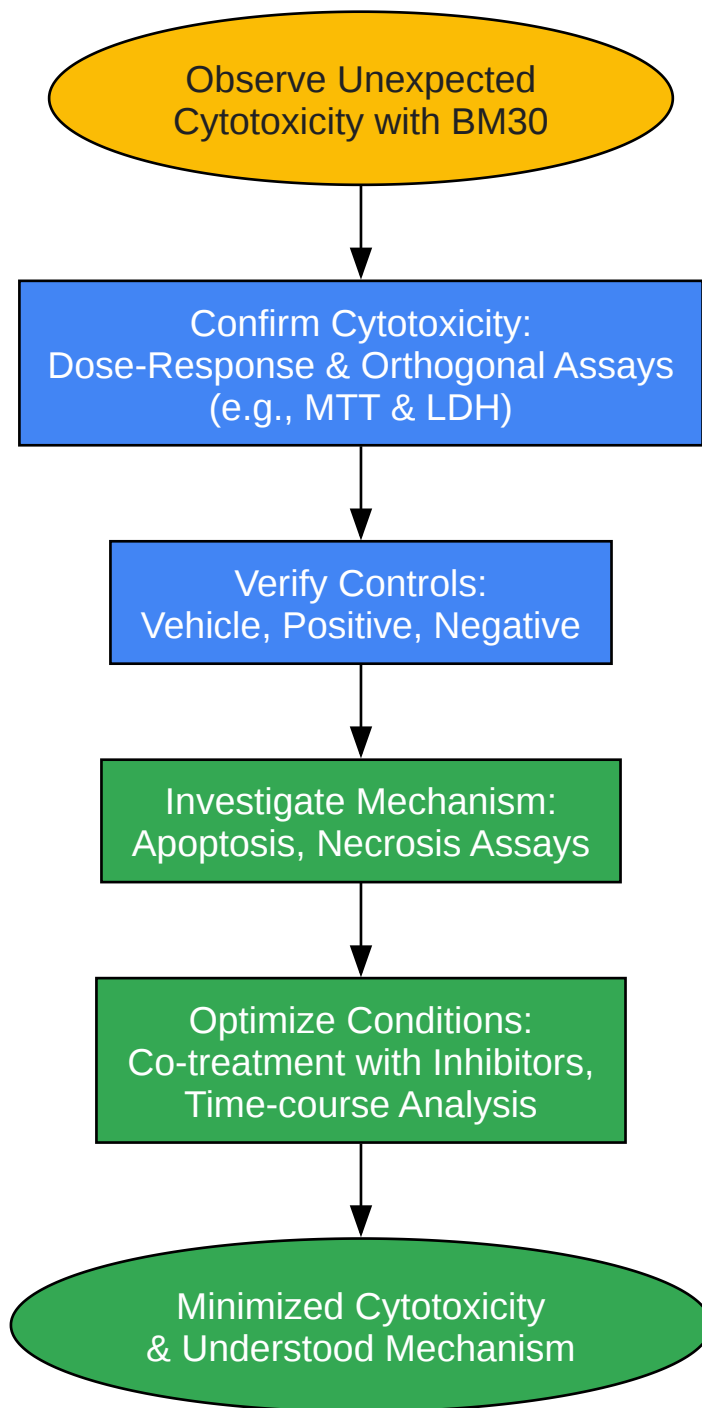 Observe Unexpected
Cytotoxicity with BM30
Confirm Cytotoxicity:
Dose-Response & Orthogonal Assays
(e.g., MTT & LDH)
Verify Controls:
Vehicle, Positive, Negative
Investigate Mechanism:
Apoptosis, Necrosis Assays
Optimize Conditions:
Co-treatment with Inhibitors,
Time-course Analysis
Minimized Cytotoxicity
& Understood Mechanism